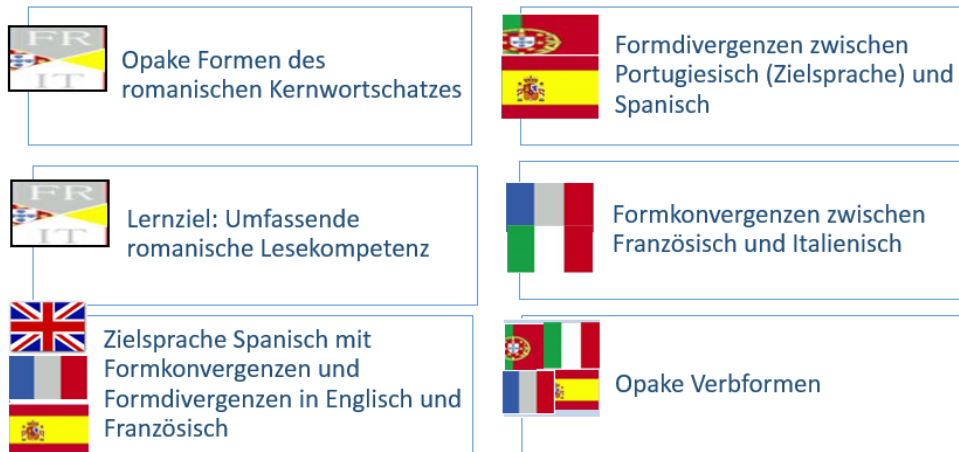 FR
IT
Opake Formen des
romanischen Kernwortschatzes
Formdivergenzen zwischen
Portugiesisch (Zielsprache) und
Spanisch
FR
IT
Lernziel: Umfassende
romanische Lesekompetenz
Formkonvergenzen zwischen
Französisch und Italienisch
Zielsprache Spanisch mit
Formkonvergenzen und
Formdivergenzen in Englisch und
Französisch
Opake Verbformen